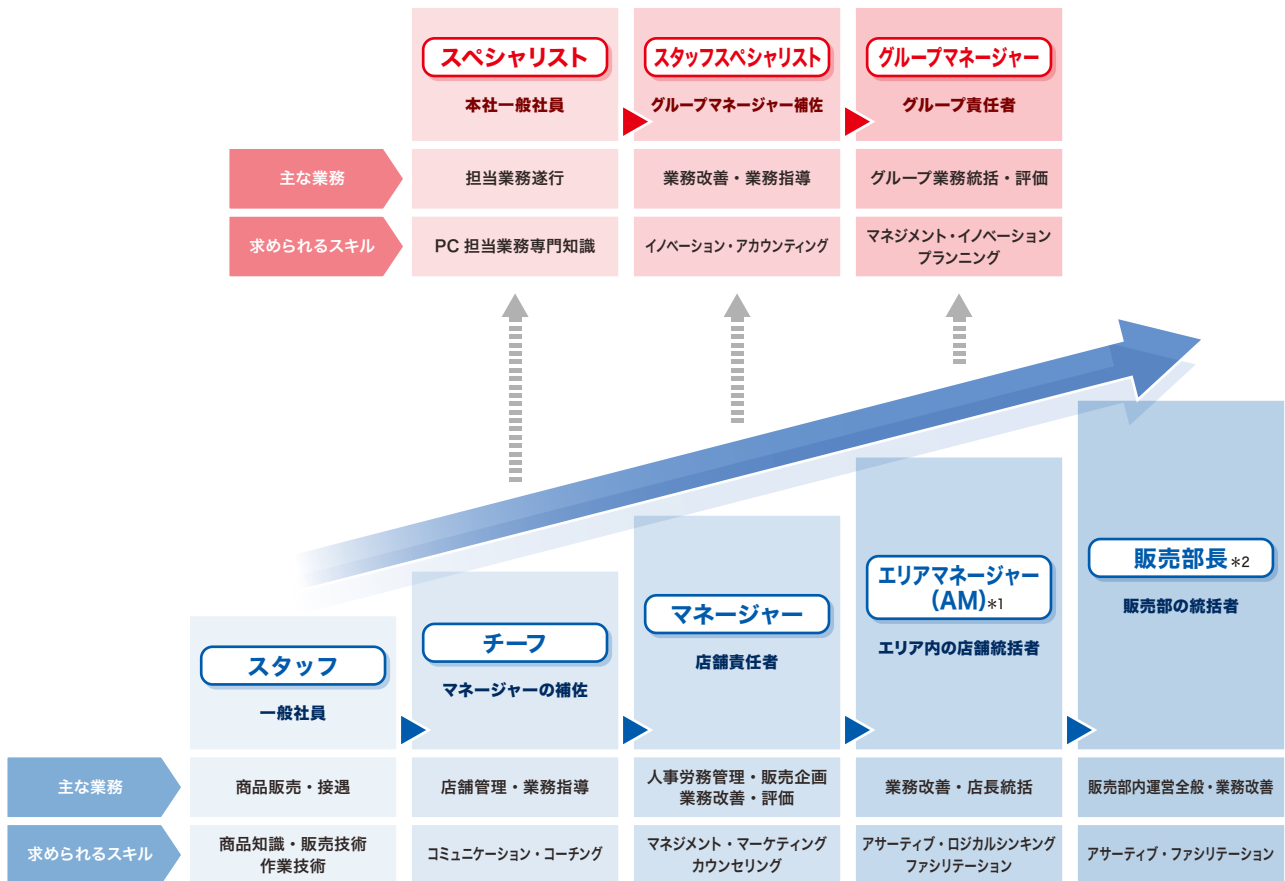 スペシャリスト
本社一般社員
スタッフスペシャリスト
グループマネージャー補佐
グループマネージャー
グループ責任者
主な業務
担当業務遂行
業務改善・業務指導
グループ業務統括・評価
求められるスキル
PC 担当業務専門知識
イノベーション・アカウンティング
マネジメント・イノベーション
プランニング
スタッフ
一般社員
チーフ
マネージャーの補佐
マネージャー
店舗責任者
エリアマネージャー
(AM)*1
エリア内の店舗統括者
販売部長*2
販売部の統括者
主な業務
商品販売・接遇
店舗管理・業務指導
人事労務管理・販売企画
業務改善・評価
業務改善・店長統括
販売部内運営全般・業務改善
求められるスキル
商品知識・販売技術
作業技術
コミュニケーション・コーチング
マネジメント・マーケティング
カウンセリング
アサーティブ・ロジカルシンキング
ファシリテーション
アサーティブ・ファシリテーション